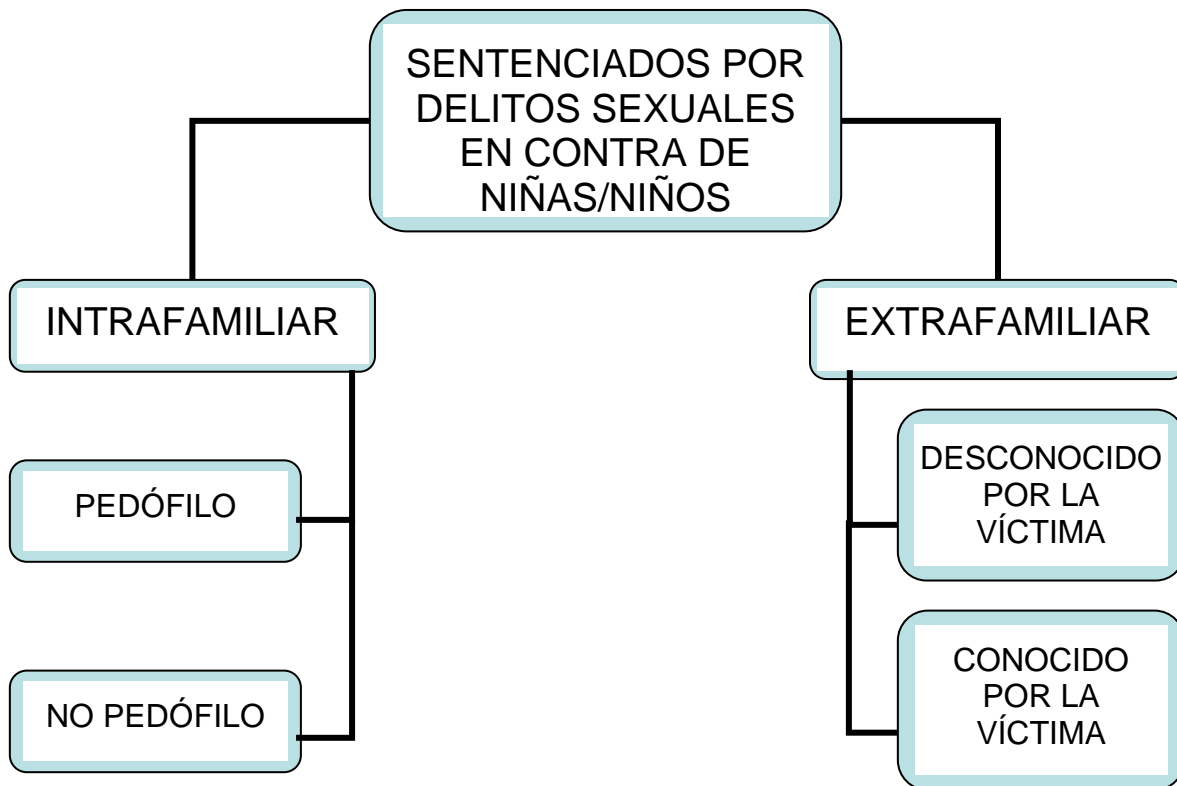 SENTENCIADOS POR
DELITOS SEXUALES
EN CONTRA DE
NIÑAS/NIÑOS
INTRAFAMILIAR
EXTRAFAMILIAR
PEDÓFILO
DESCONOCIDO
POR LA
VÍCTIMA
NO PEDÓFILO
CONOCIDO
POR LA
VÍCTIMA